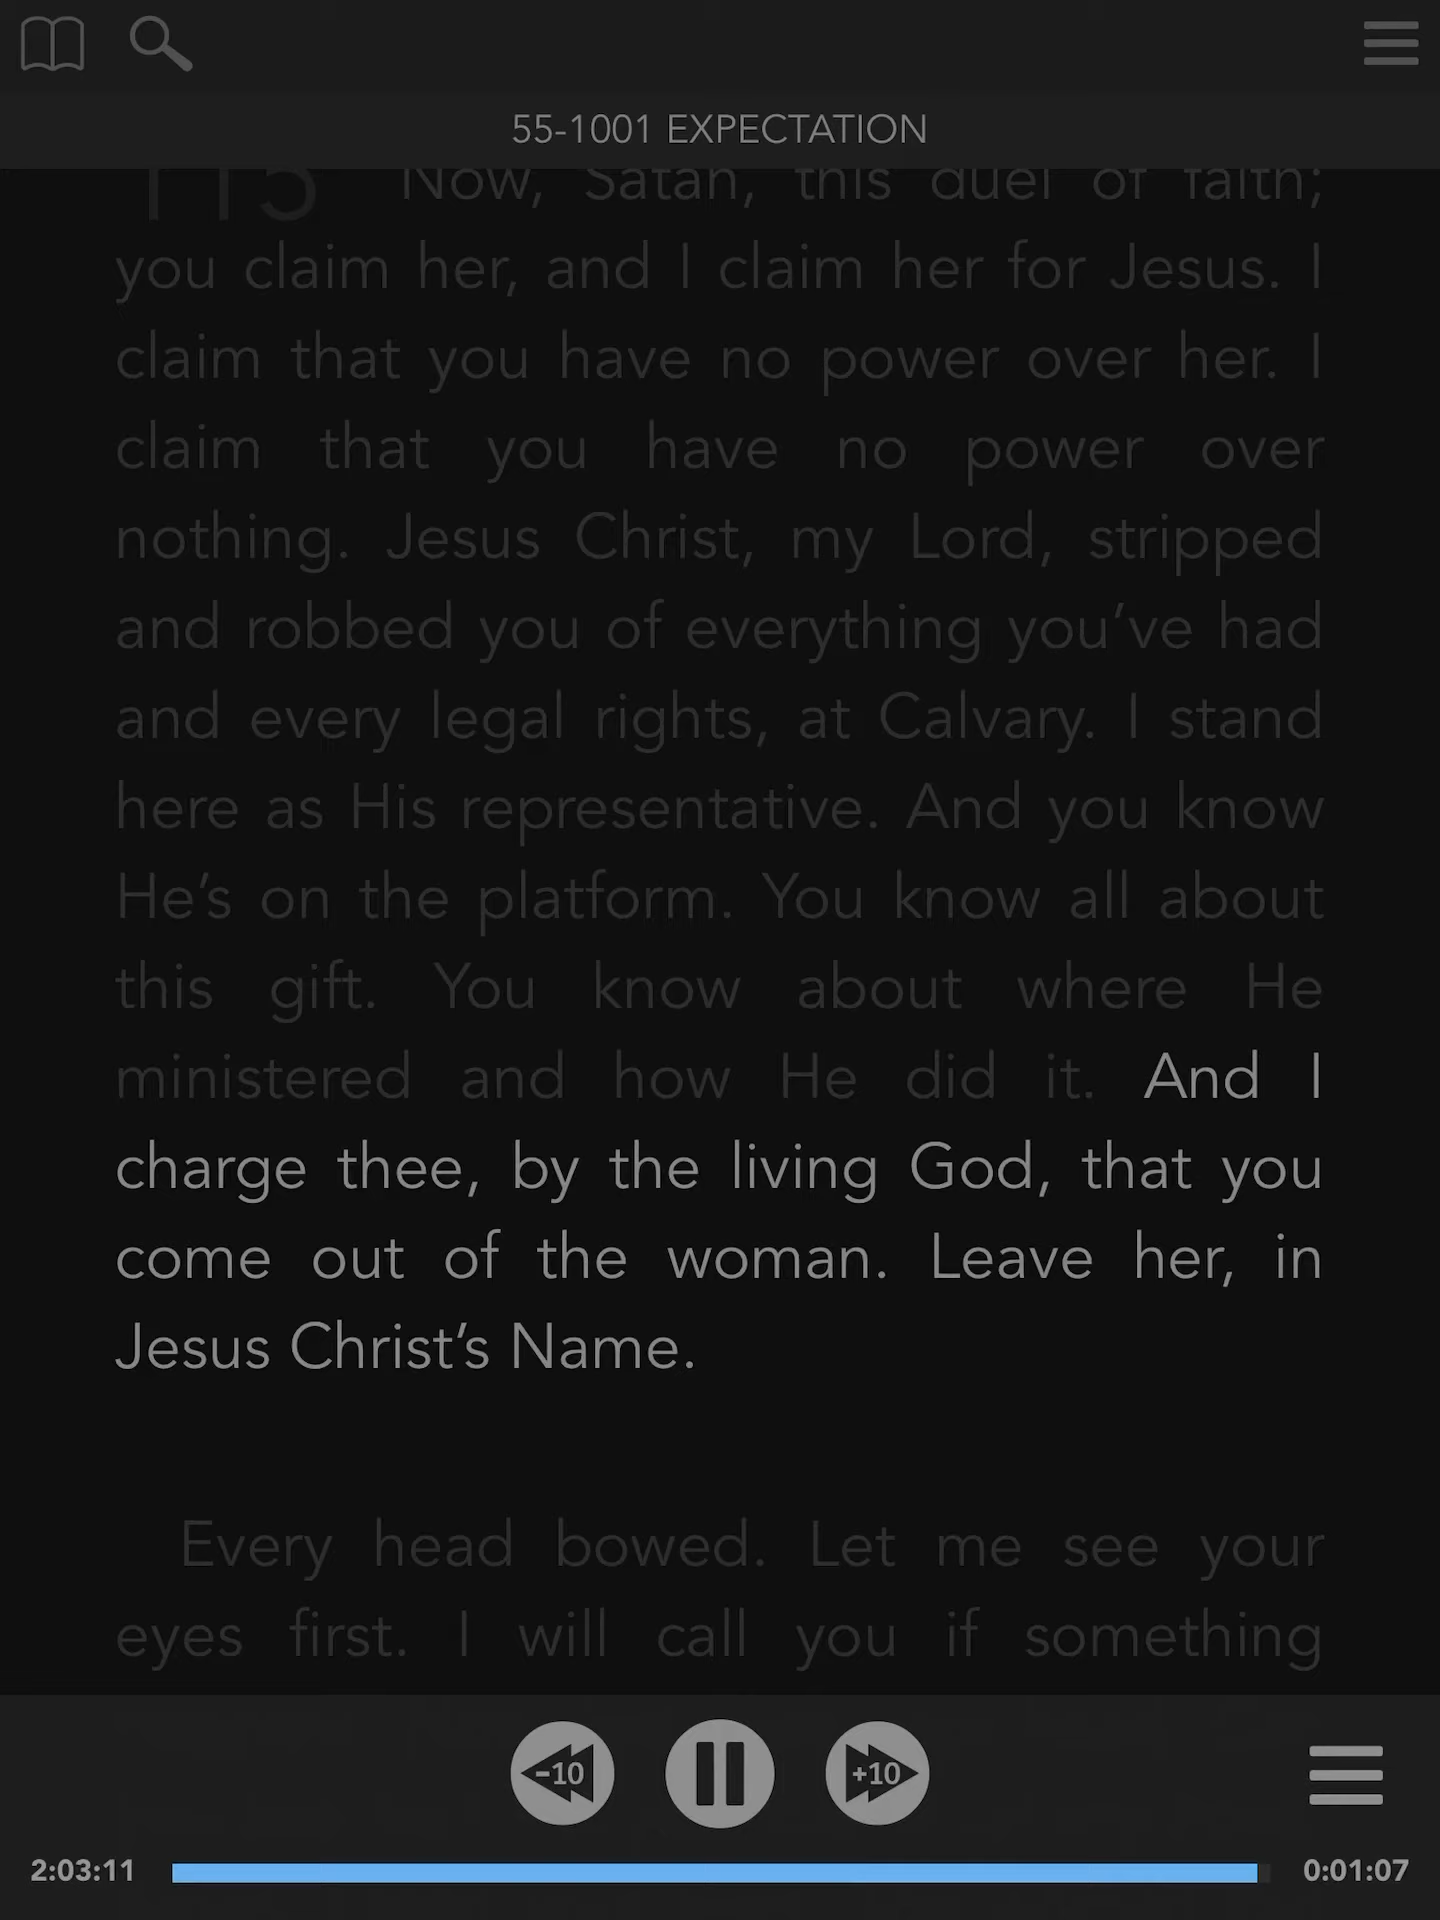 55-1001 EXPECTATION
115 Now, Satan, this duel of faith;
you claim her, and I claim her for Jesus. I
claim that you have no power over her. I
claim that you have no power over
nothing. Jesus Christ, my Lord, stripped
and robbed you of everything you’ve had
and every legal rights, at Calvary. I stand
here as His representative. And you know
He’s on the platform. You know all about
this gift. You know about where He
ministered and how He did it. And I
charge thee, by the living God, that you
come out of the woman. Leave her, in
Jesus Christ’s Name.
Every head bowed. Let me see your
eyes first. I will call you if something
-10 +10
2:03:11 0:01:07